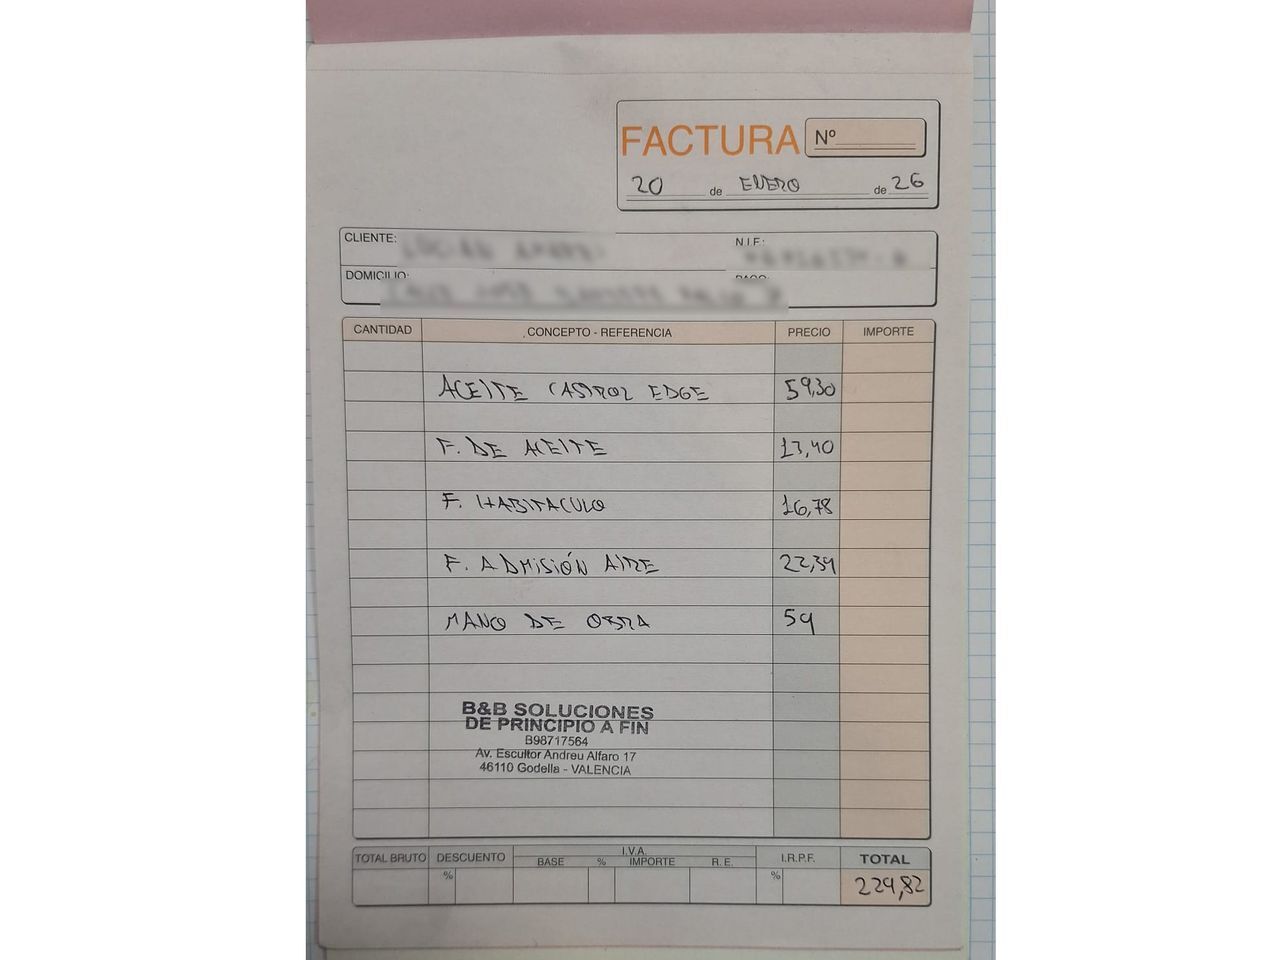 FACTURA Nº
20 de ENERO de 26
CLIENTE: N.I.F.:
DOMICILIO:
CANTIDAD CONCEPTO - REFERENCIA PRECIO IMPORTE
ACEITE CASTROL EDGE 59,30
F. DE ACEITE 13,40
F. HABITACULO 16,78
F. ADMISIÓN AIRE 22,34
MANO DE OBRA 59
B&B SOLUCIONES
DE PRINCIPIO A FIN
B98717564
Av. Escultor Andreu Alfaro 17
46110 Godella - VALENCIA
TOTAL BRUTO DESCUENTO I.V.A. I.R.P.F. TOTAL
BASE % IMPORTE R.E.
% % 224,82